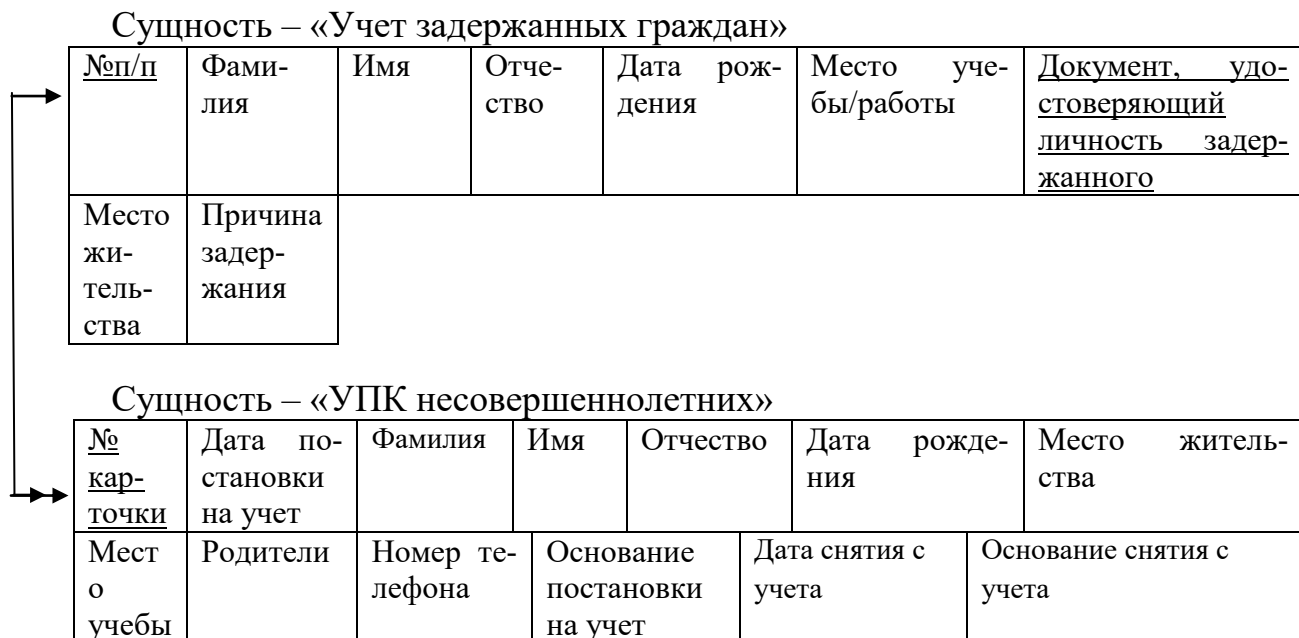 Сущность – «Учет задержанных граждан»
№п/п
Фами-
лия
Имя
Отче-
ство
Дата рож-
дения
Место уче-
бы/работы
Документ, удо-
стоверяющий
личность задер-
жанного
Место
жи-
тель-
ства
Причина
задер-
жания
Сущность – «УПК несовершеннолетних»
№
кар-
точки
Дата по-
становки
на учет
Фамилия
Имя
Отчество
Дата рожде-
ния
Место житель-
ства
Мест
о
учебы
Родители
Номер те-
лефона
Основание
постановки
на учет
Дата снятия с
учета
Основание снятия с
учета